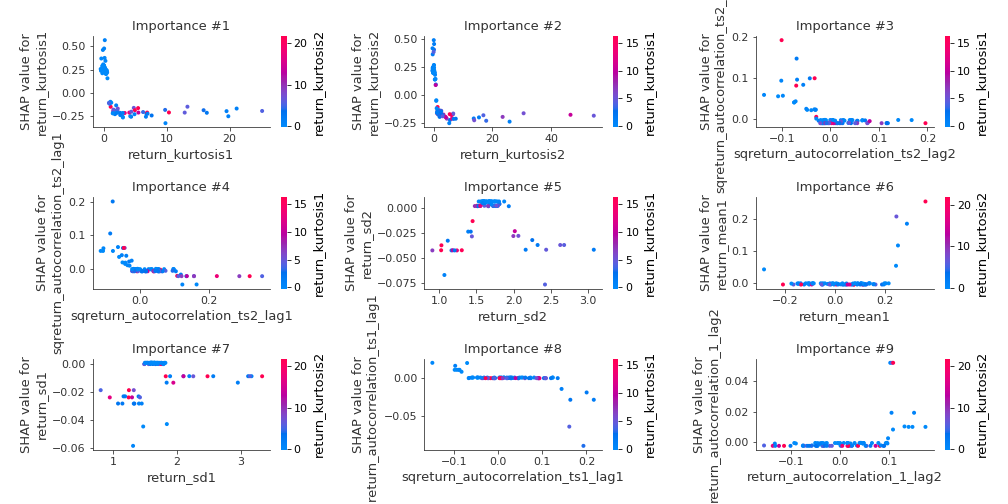 Importance #1
SHAP value for
return_kurtosis1
0.50
0.25
0.00
−0.25
0
10
20
return_kurtosis1
20
10
0
return_kurtosis2
Importance #2
SHAP value for
return_kurtosis2
0.50
0.25
0.00
−0.25
0
20
40
return_kurtosis2
15
10
5
0
return_kurtosis1
Importance #3
SHAP value for
sqreturn_autocorrelation_ts2_
0.2
0.1
0.0
−0.1
0.0
0.1
0.2
sqreturn_autocorrelation_ts2_lag2
15
10
5
0
return_kurtosis1
Importance #4
SHAP value for
sqreturn_autocorrelation_ts2_lag1
0.2
0.1
0.0
0.0
0.2
sqreturn_autocorrelation_ts2_lag1
15
10
5
0
return_kurtosis1
Importance #5
SHAP value for
return_sd2
0.000
−0.025
−0.050
−0.075
1.0
1.5
2.0
2.5
3.0
return_sd2
15
10
5
0
return_kurtosis1
Importance #6
SHAP value for
return_mean1
0.2
0.1
0.0
−0.2
0.0
0.2
return_mean1
20
10
0
return_kurtosis2
Importance #7
SHAP value for
return_sd1
0.00
−0.02
−0.04
−0.06
1
2
3
return_sd1
20
10
0
return_kurtosis2
Importance #8
SHAP value for
return_autocorrelation_ts1_lag1
0.00
−0.05
−0.1
0.0
0.1
0.2
sqreturn_autocorrelation_ts1_lag1
15
10
5
0
return_kurtosis1
Importance #9
SHAP value for
return_autocorrelation_1_lag2
0.04
0.02
0.00
−0.1
0.0
0.1
return_autocorrelation_1_lag2
20
10
0
return_kurtosis2